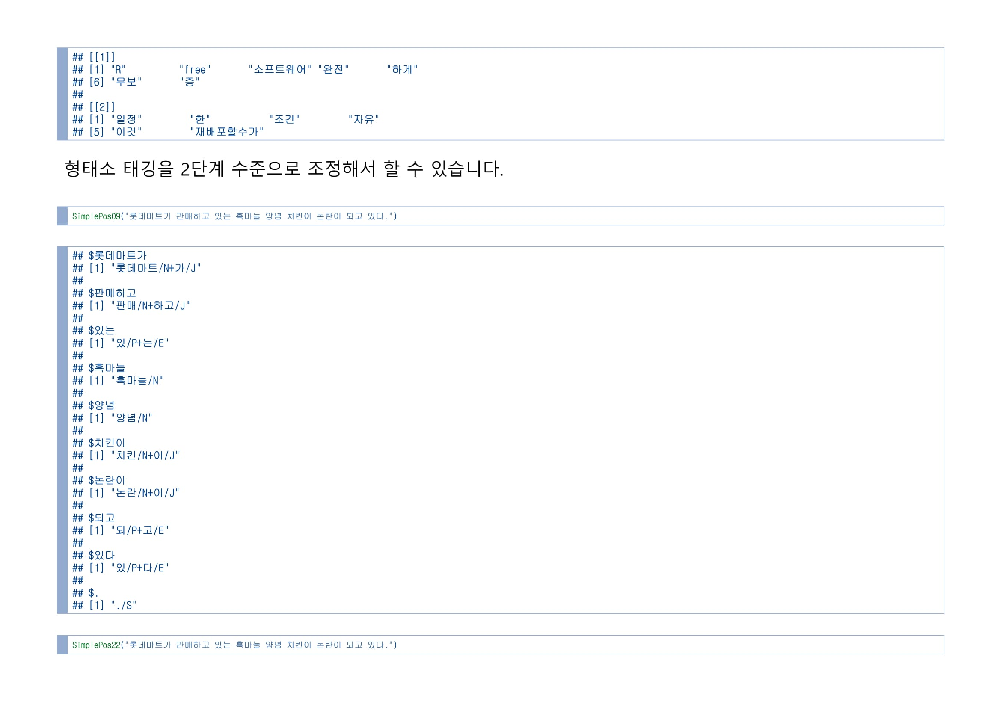 ## [[1]]
## [1] "R"          "free"       "소프트웨어" "완전"       "하게"
## [6] "무보"       "증"
##
## [[2]]
## [1] "일정"         "한"           "조건"         "자유"
## [5] "이것"         "재배포할수가"
형태소 태깅을 2단계 수준으로 조정해서 할 수 있습니다.
SimplePos09("롯데마트가 판매하고 있는 흑마늘 양념 치킨이 논란이 되고 있다.")
## $롯데마트가
## [1] "롯데마트/N+가/J"
##
## $판매하고
## [1] "판매/N+하고/J"
##
## $있는
## [1] "있/P+는/E"
##
## $흑마늘
## [1] "흑마늘/N"
##
## $양념
## [1] "양념/N"
##
## $치킨이
## [1] "치킨/N+이/J"
##
## $논란이
## [1] "논란/N+이/J"
##
## $되고
## [1] "되/P+고/E"
##
## $있다
## [1] "있/P+다/E"
##
## $.
## [1] "./S"
SimplePos22("롯데마트가 판매하고 있는 흑마늘 양념 치킨이 논란이 되고 있다.")